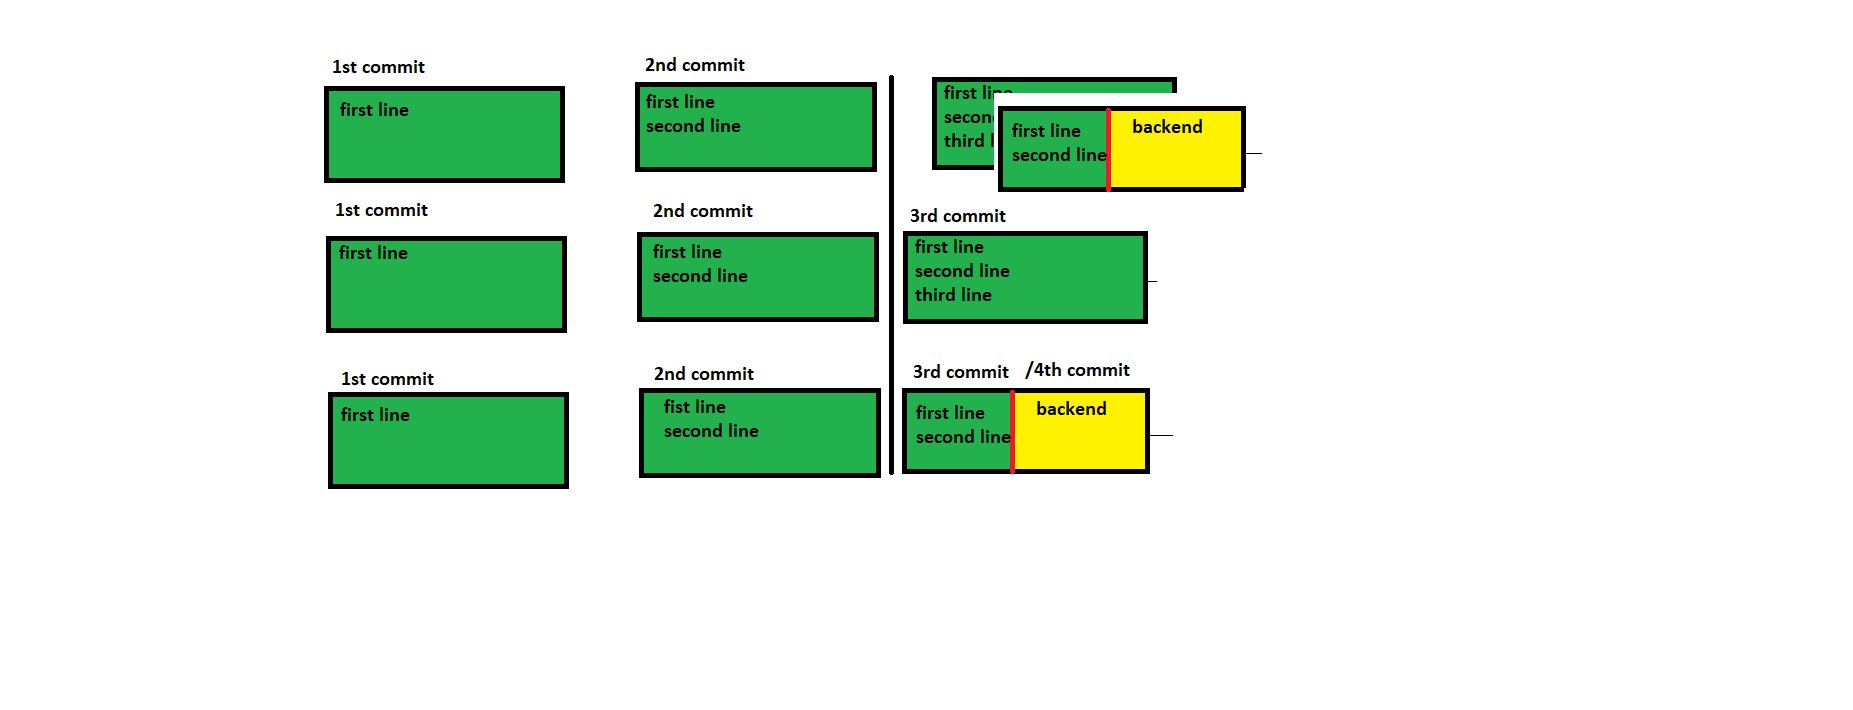 1st commit
first line
2nd commit
first line
second line
first line
secon
third l
first line
second line
backend
1st commit
first line
2nd commit
first line
second line
3rd commit
first line
second line
third line
1st commit
first line
2nd commit
fist line
second line
3rd commit /4th commit
first line
second line
backend